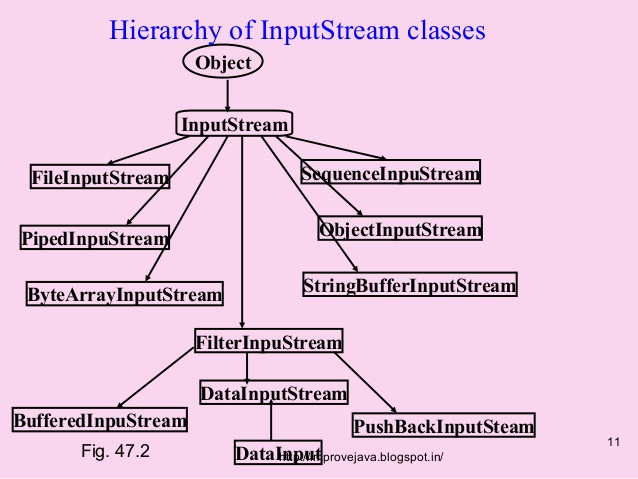 Hierarchy of InputStream classes
Object
InputStream
FileInputStream
SequenceInpuStream
PipedInpuStream
ObjectInputStream
ByteArrayInputStream
StringBufferInputStream
FilterInpuStream
DataInputStream
BufferedInpuStream
PushBackInputSteam
Fig. 47.2
DataInput
http://improvejava.blogspot.in/
11